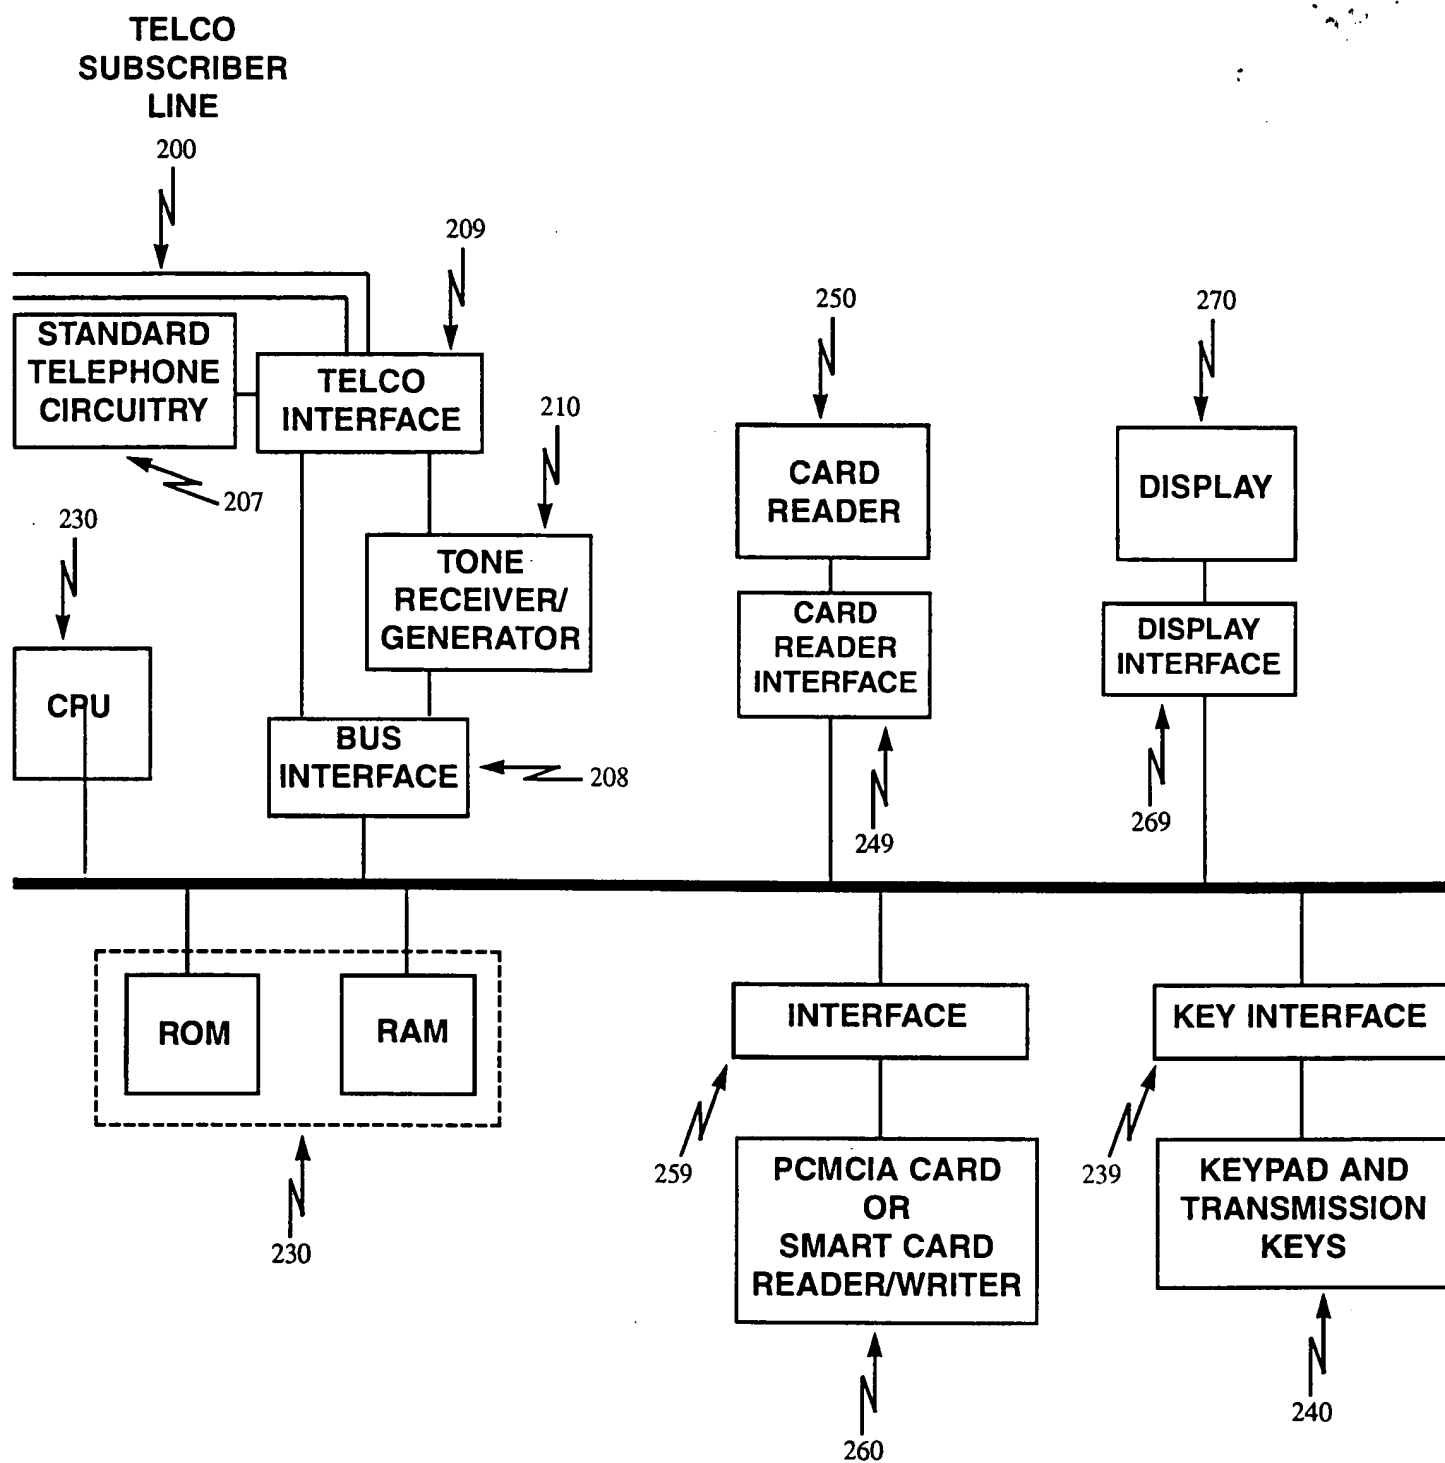 TELCO
SUBSCRIBER
LINE
200
209
STANDARD
TELEPHONE
CIRCUITRY
TELCO
INTERFACE
207
210
250
270
CARD
READER
DISPLAY
230
TONE
RECEIVER/
GENERATOR
CARD
READER
INTERFACE
DISPLAY
INTERFACE
CPU
BUS
INTERFACE
208
249
269
ROM
RAM
INTERFACE
KEY INTERFACE
230
259
239
PCMCIA CARD
OR
SMART CARD
READER/WRITER
KEYPAD AND
TRANSMISSION
KEYS
260
240